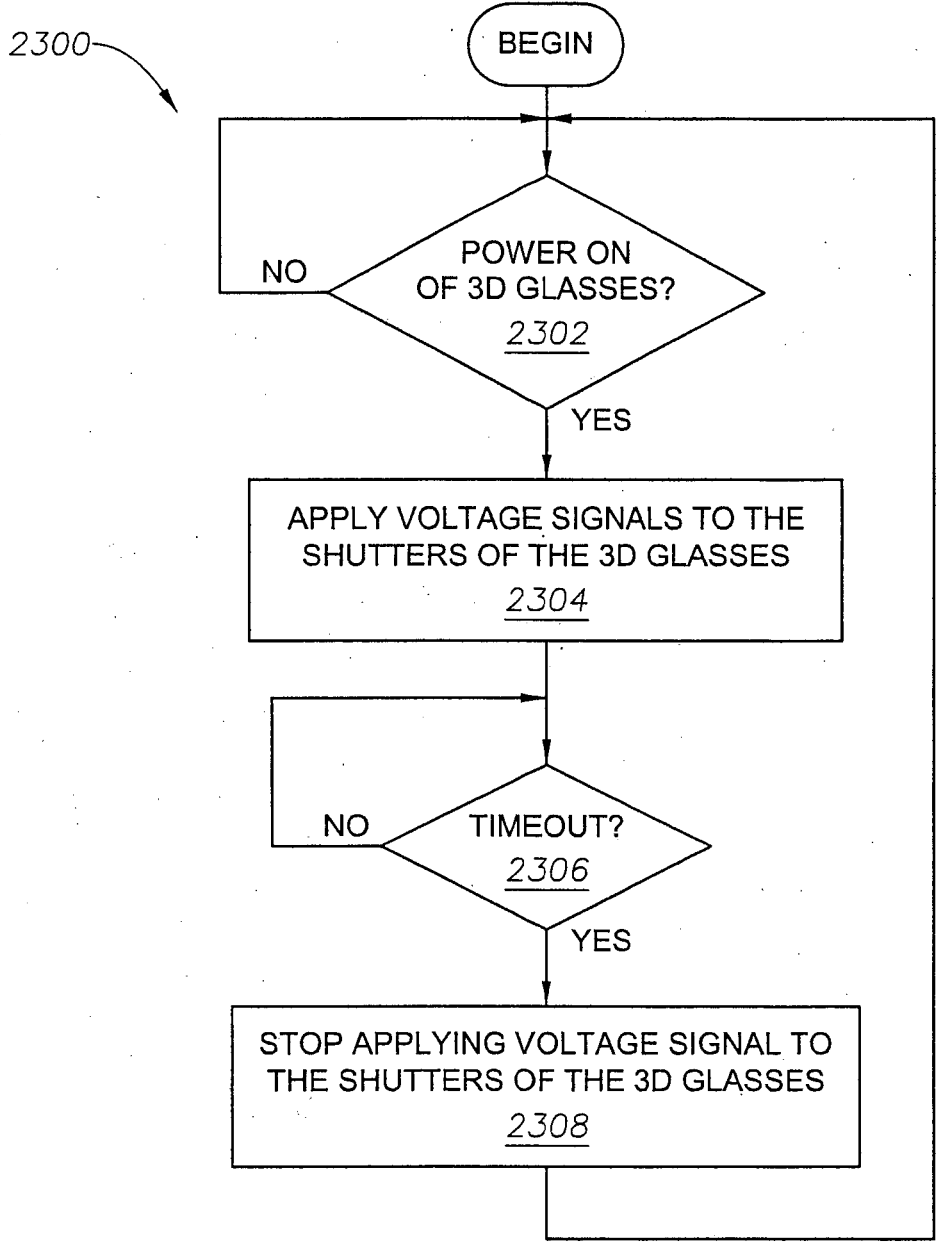 2300
BEGIN
POWER ON
OF 3D GLASSES?
2302
NO
YES
APPLY VOLTAGE SIGNALS TO THE
SHUTTERS OF THE 3D GLASSES
2304
TIMEOUT?
2306
NO
YES
STOP APPLYING VOLTAGE SIGNAL TO
THE SHUTTERS OF THE 3D GLASSES
2308